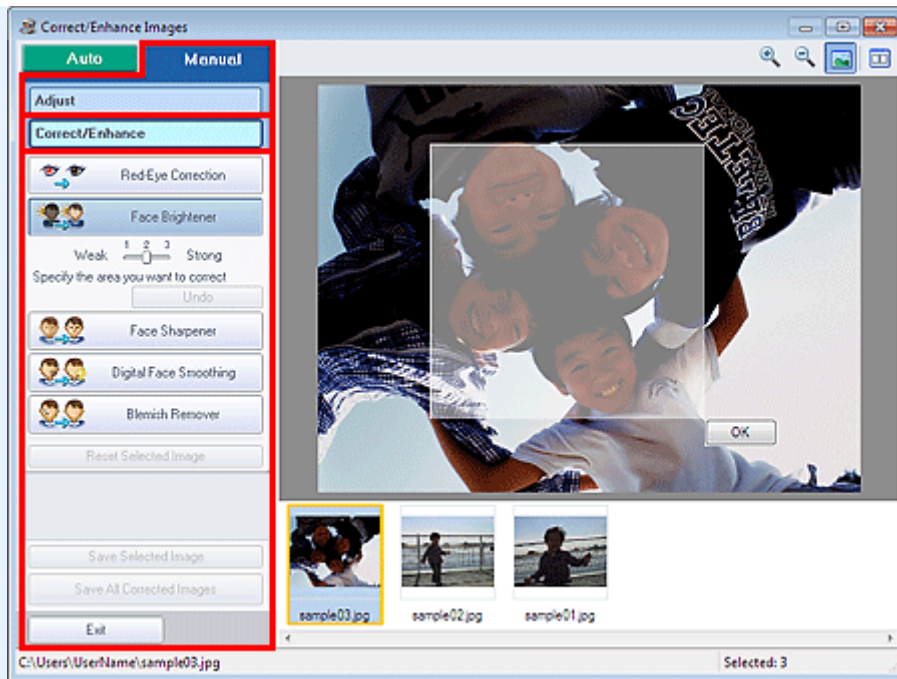 Correct/Enhance Images
Auto
Manual
Adjust
Correct/Enhance
Red-Eye Correction
Face Brightener
1 2 3
Weak Strong
Specify the area you want to correct
Undo
Face Sharpener
Digital Face Smoothing
Blemish Remover
Reset Selected Image
Save Selected Image
Save All Corrected Images
Exit
OK
sample03.jpg
sample02.jpg
sample01.jpg
C:\Users\UserName\sample03.jpg
Selected: 3